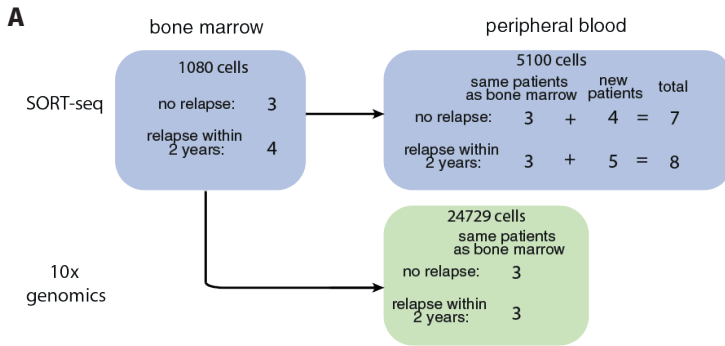 A
bone marrow
peripheral blood
SORT-seq
1080 cells
no relapse: 3
relapse within
2 years: 4
5100 cells
same patients
as bone marrow
new
patients
total
no relapse: 3 + 4 = 7
relapse within
2 years: 3 + 5 = 8
10x
genomics
24729 cells
same patients
as bone marrow
no relapse: 3
relapse within
2 years: 3